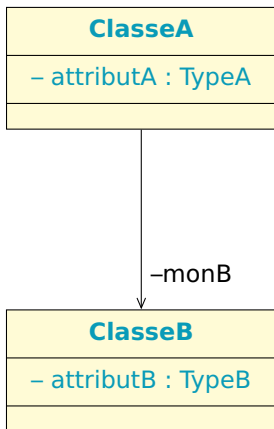 ClasseA
– attributA : TypeA
–monB
ClasseB
– attributB : TypeB